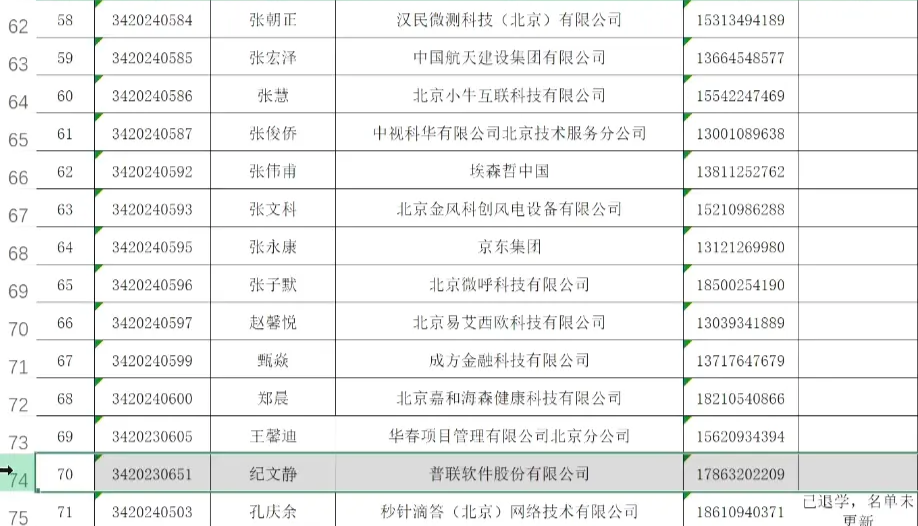 62 58 3420240584 张朝正 汉民微测科技（北京）有限公司 15313494189
63 59 3420240585 张宏泽 中国航天建设集团有限公司 13664548577
64 60 3420240586 张慧 北京小牛互联科技有限公司 15542247469
65 61 3420240587 张俊侨 中视科华有限公司北京技术服务分公司 13001089638
66 62 3420240592 张伟甫 埃森哲中国 13811252762
67 63 3420240593 张文科 北京金风科创风电设备有限公司 15210986288
68 64 3420240595 张永康 京东集团 13121269980
69 65 3420240596 张子默 北京微呼科技有限公司 18500254190
70 66 3420240597 赵馨悦 北京易艾西欧科技有限公司 13039341889
71 67 3420240599 甄焱 成方金融科技有限公司 13717647679
72 68 3420240600 郑晨 北京嘉和海森健康科技有限公司 18210540866
73 69 3420230605 王馨迪 华春项目管理有限公司北京分公司 15620934394
74 70 3420230651 纪文静 普联软件股份有限公司 17863202209
75 71 3420240503 孔庆余 秒针滴答（北京）网络技术有限公司 18610940371 已退学，名单未
更新